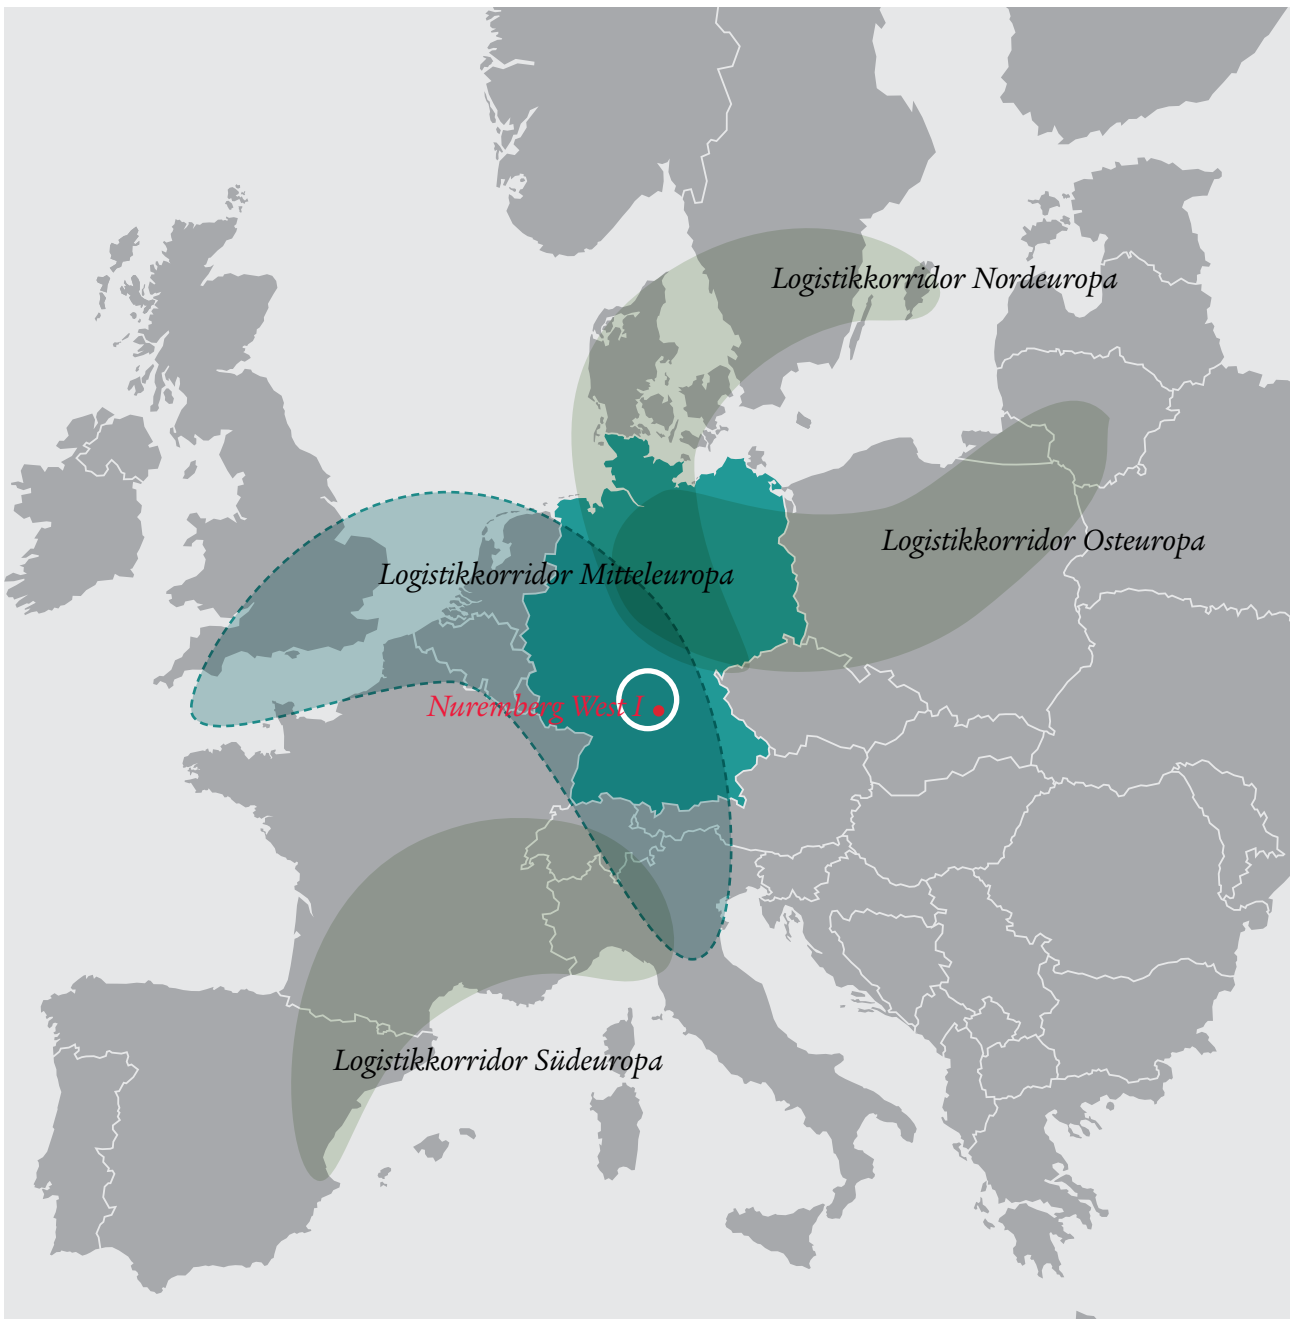 Logistikkorridor Nordeuropa
Logistikkorridor Osteuropa
Logistikkorridor Mitteleuropa
Nuremberg West I
Logistikkorridor Südeuropa